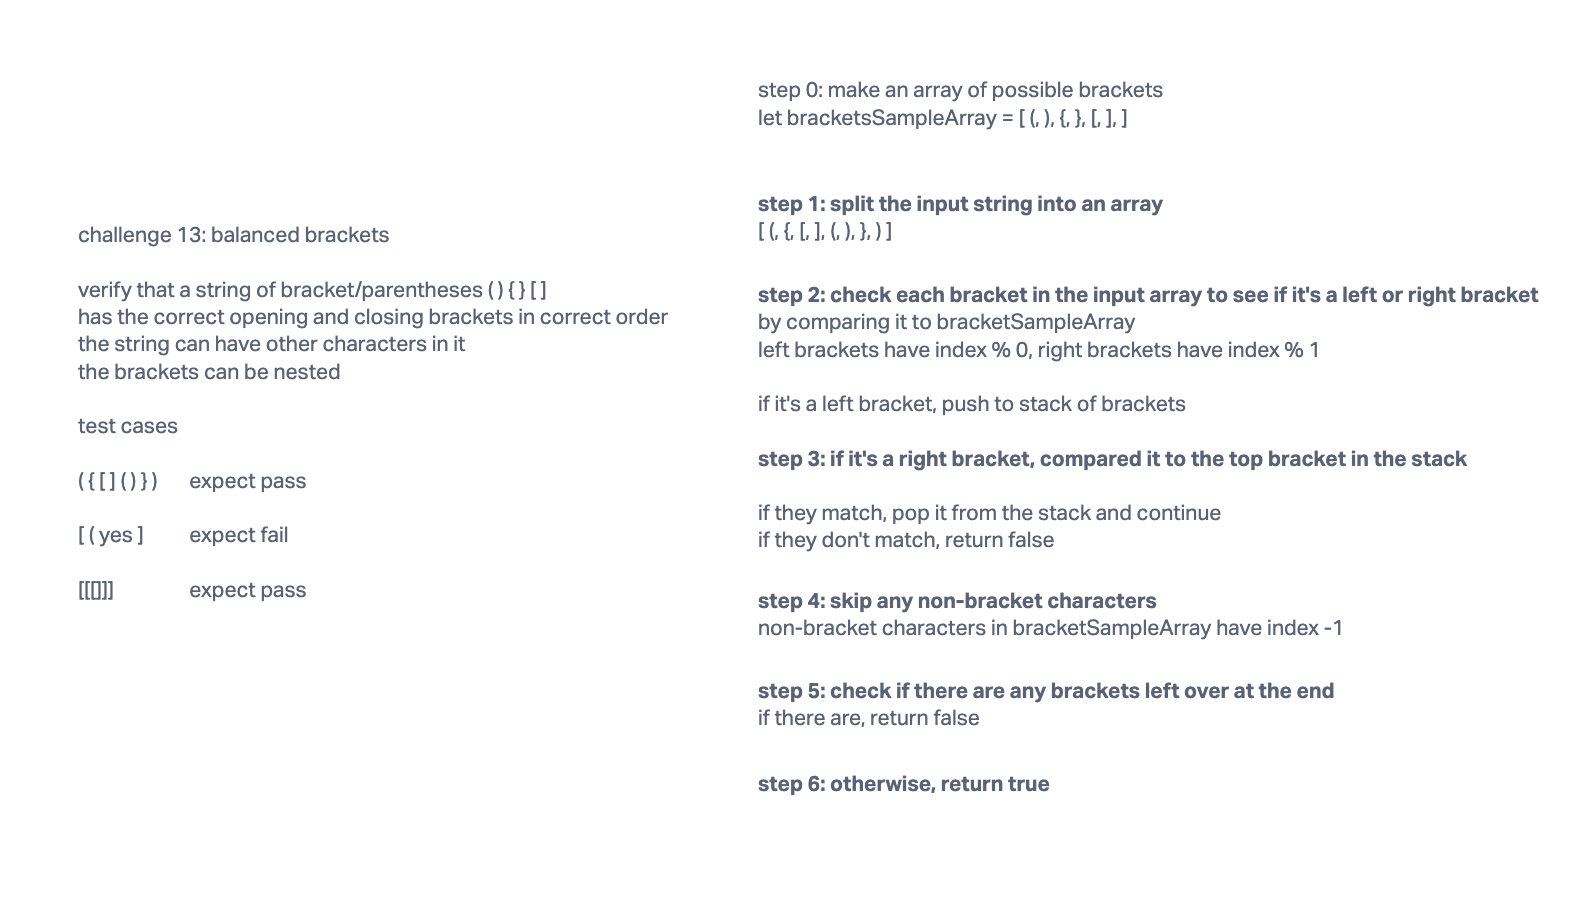 challenge 13: balanced brackets
verify that a string of bracket/parentheses ( ) { } [ ]
has the correct opening and closing brackets in correct order
the string can have other characters in it
the brackets can be nested
test cases
( { [ ] ( ) } ) expect pass
[ ( yes ] expect fail
[[[]]] expect pass
step 0: make an array of possible brackets
let bracketsSampleArray = [ (, ), {, }, [, ], ]
step 1: split the input string into an array
[ (, {, [, ], (, ), }, ) ]
step 2: check each bracket in the input array to see if it's a left or right bracket
by comparing it to bracketSampleArray
left brackets have index % 0, right brackets have index % 1
if it's a left bracket, push to stack of brackets
step 3: if it's a right bracket, compared it to the top bracket in the stack
if they match, pop it from the stack and continue
if they don't match, return false
step 4: skip any non-bracket characters
non-bracket characters in bracketSampleArray have index -1
step 5: check if there are any brackets left over at the end
if there are, return false
step 6: otherwise, return true